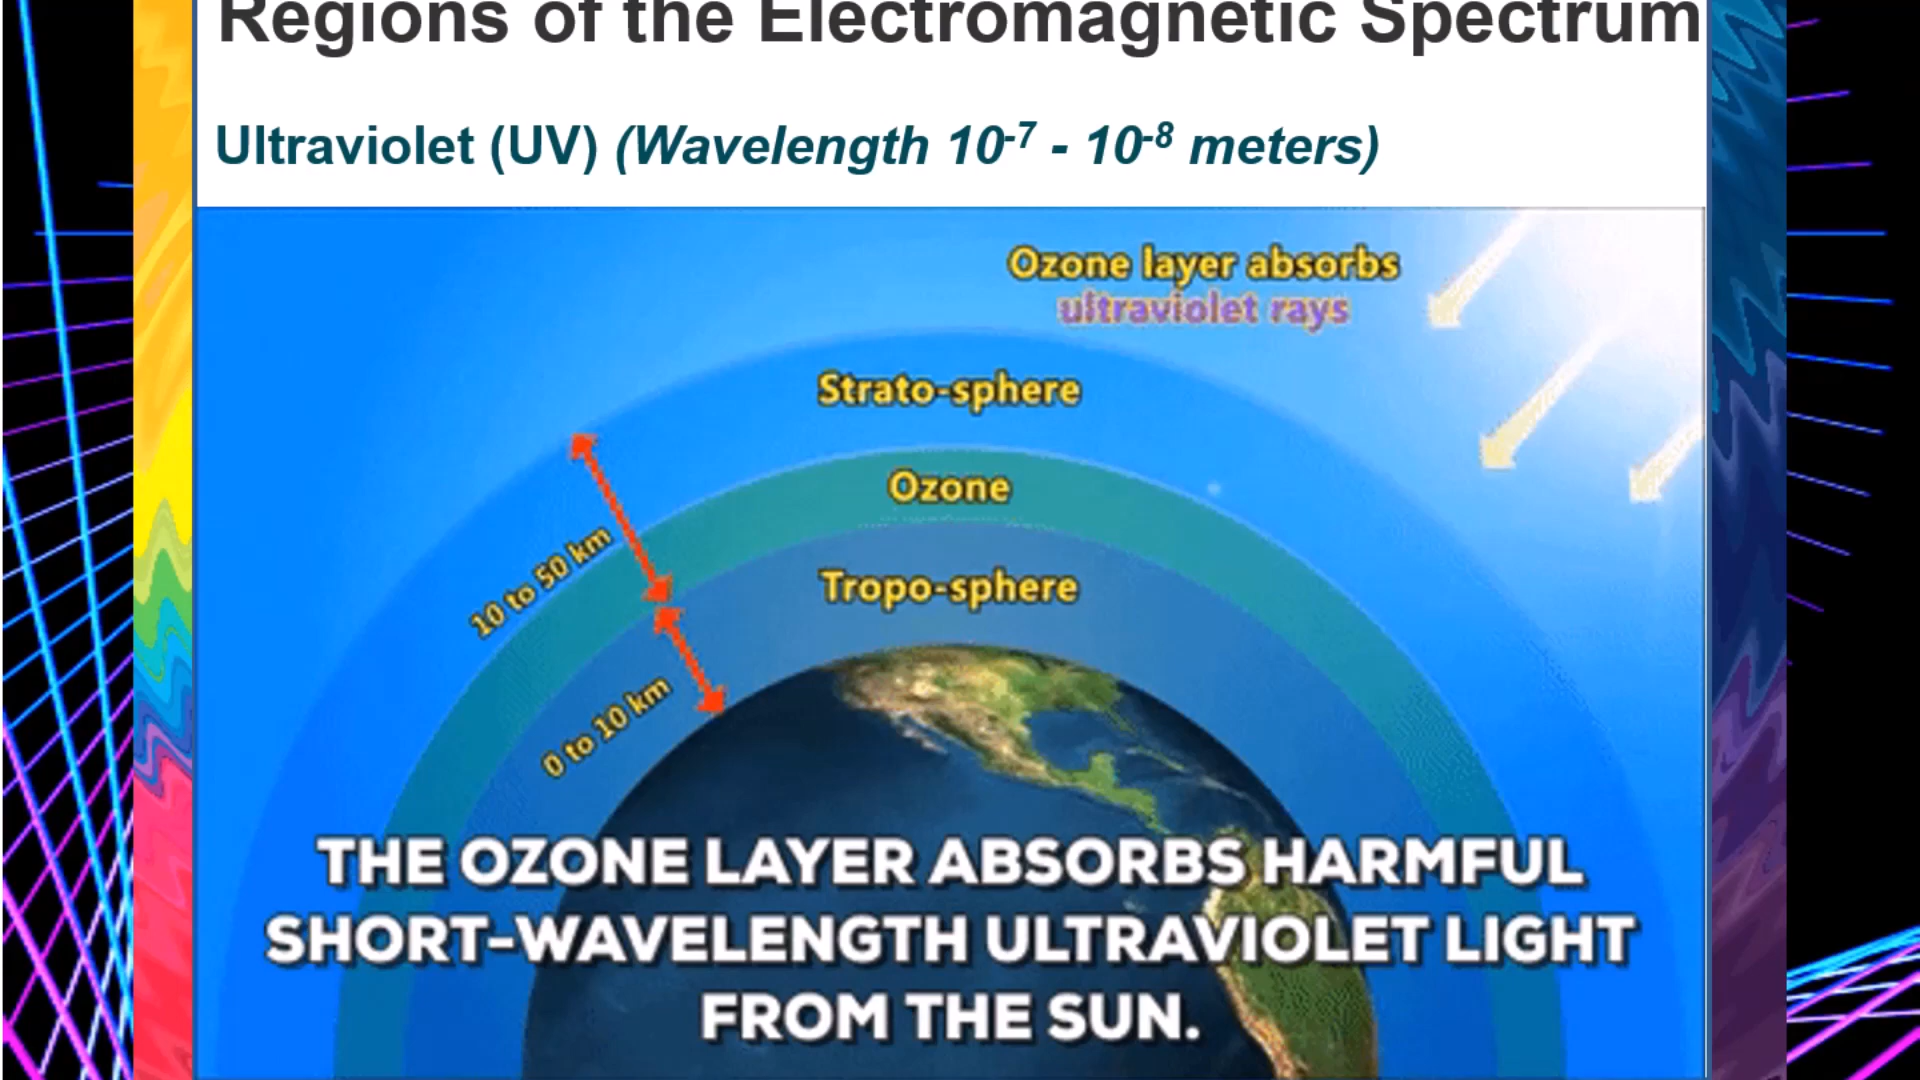 Regions of the Electromagnetic Spectrum
Ultraviolet (UV) (Wavelength 10⁻⁷ - 10⁻⁸ meters)
Ozone layer absorbs
ultraviolet rays
Strato-sphere
Ozone
10 to 50 km
Tropo-sphere
0 to 10 km
THE OZONE LAYER ABSORBS HARMFUL
SHORT-WAVELENGTH ULTRAVIOLET LIGHT
FROM THE SUN.